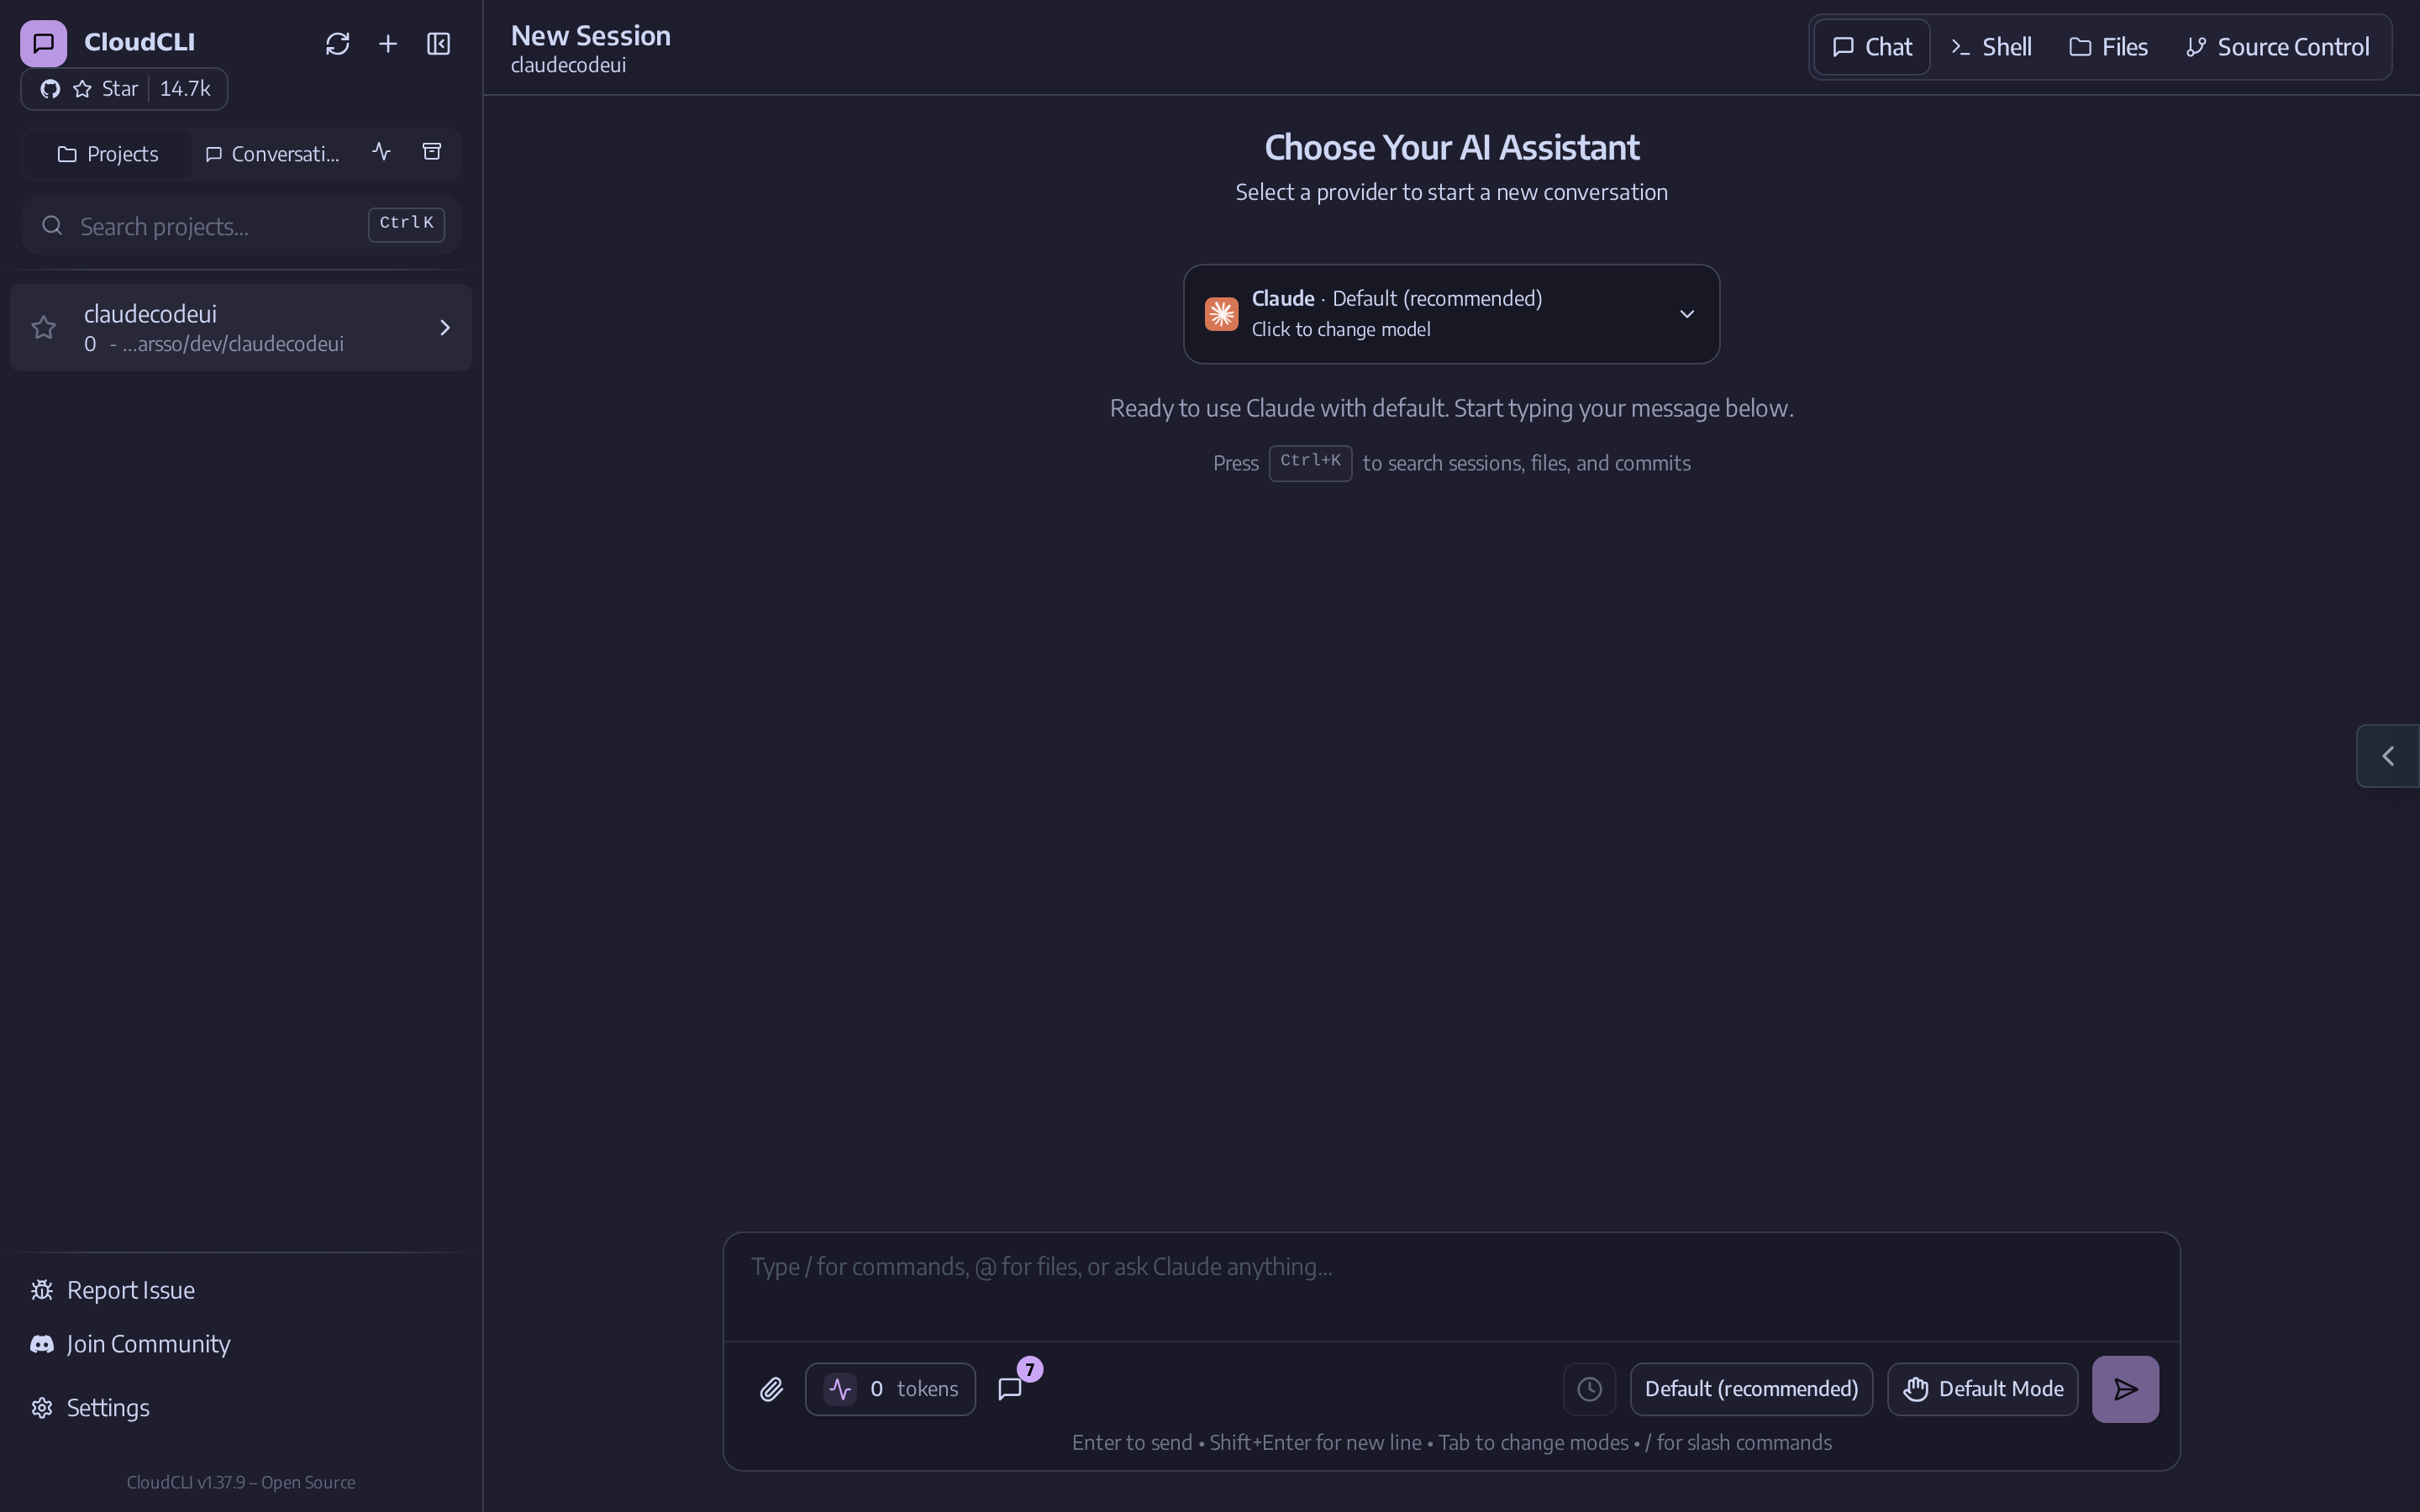 CloudCLI
Star 14.7k
Projects
Conversati...
Search projects...
Ctrl K
claudecodeui
0 - ...arsso/dev/claudecodeui
Report Issue
Join Community
Settings
CloudCLI v1.37.9 – Open Source
New Session
claudecodeui
Chat
Shell
Files
Source Control
Choose Your AI Assistant
Select a provider to start a new conversation
Claude · Default (recommended)
Click to change model
Ready to use Claude with default. Start typing your message below.
Press Ctrl+K to search sessions, files, and commits
Type / for commands, @ for files, or ask Claude anything...
0 tokens
7
Default (recommended)
Default Mode
Enter to send • Shift+Enter for new line • Tab to change modes • / for slash commands